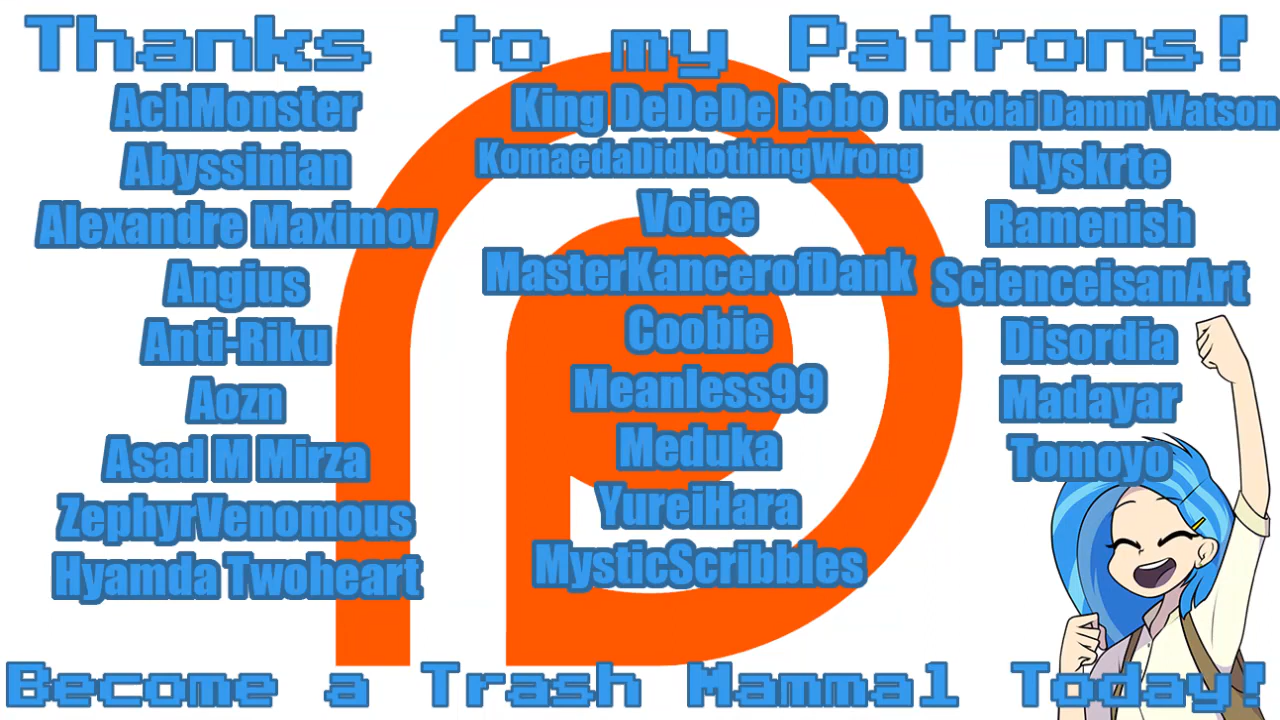 Thanks to my Patrons!
AchMonster
Abyssinian
Alexandre Maximov
Angius
Anti-Riku
Aozn
Asad M Mirza
ZephyrVenomous
Hyamda Twoheart
King DeDeDe Bobo
KomaedaDidNothingWrong
Voice
MasterKancerofDank
Coobie
Meanless99
Meduka
YureiHara
MysticScribbles
Nickolai Damm Watson
Nyskrte
Ramenish
ScienceisanArt
Disordia
Madayar
Tomoyo
Become a Trash Mammal Today!